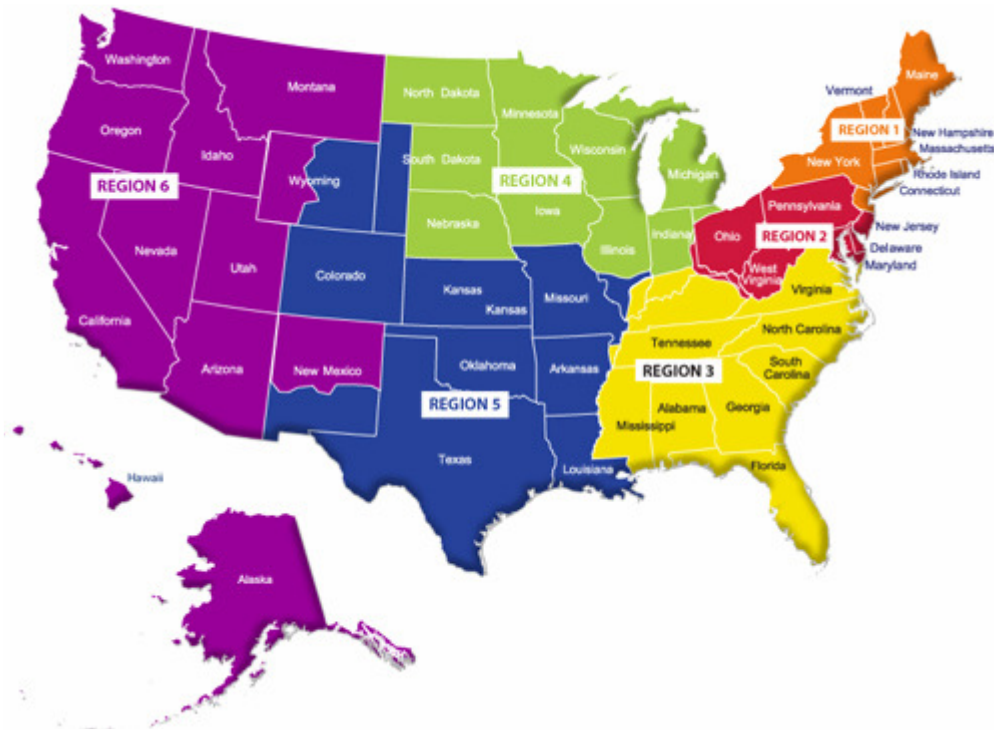 Washington
Montana
North Dakota
Minnesota
Maine
Vermont
Oregon
REGION 1
New Hampshire
Massachusetts
Idaho
South Dakota
Wisconsin
Michigan
New York
Rhode Island
Connecticut
REGION 6
Wyoming
REGION 4
Nebraska
Iowa
Pennsylvania
Nevada
Utah
Colorado
Illinois
Indiana
Ohio
REGION 2
New Jersey
Delaware
Maryland
West
Virginia
Virginia
Kansas
Kansas
Missouri
California
Arizona
New Mexico
Oklahoma
Arkansas
Tennessee
North Carolina
REGION 3
South
Carolina
REGION 5
Mississippi
Alabama
Georgia
Texas
Louisiana
Florida
Hawaii
Alaska